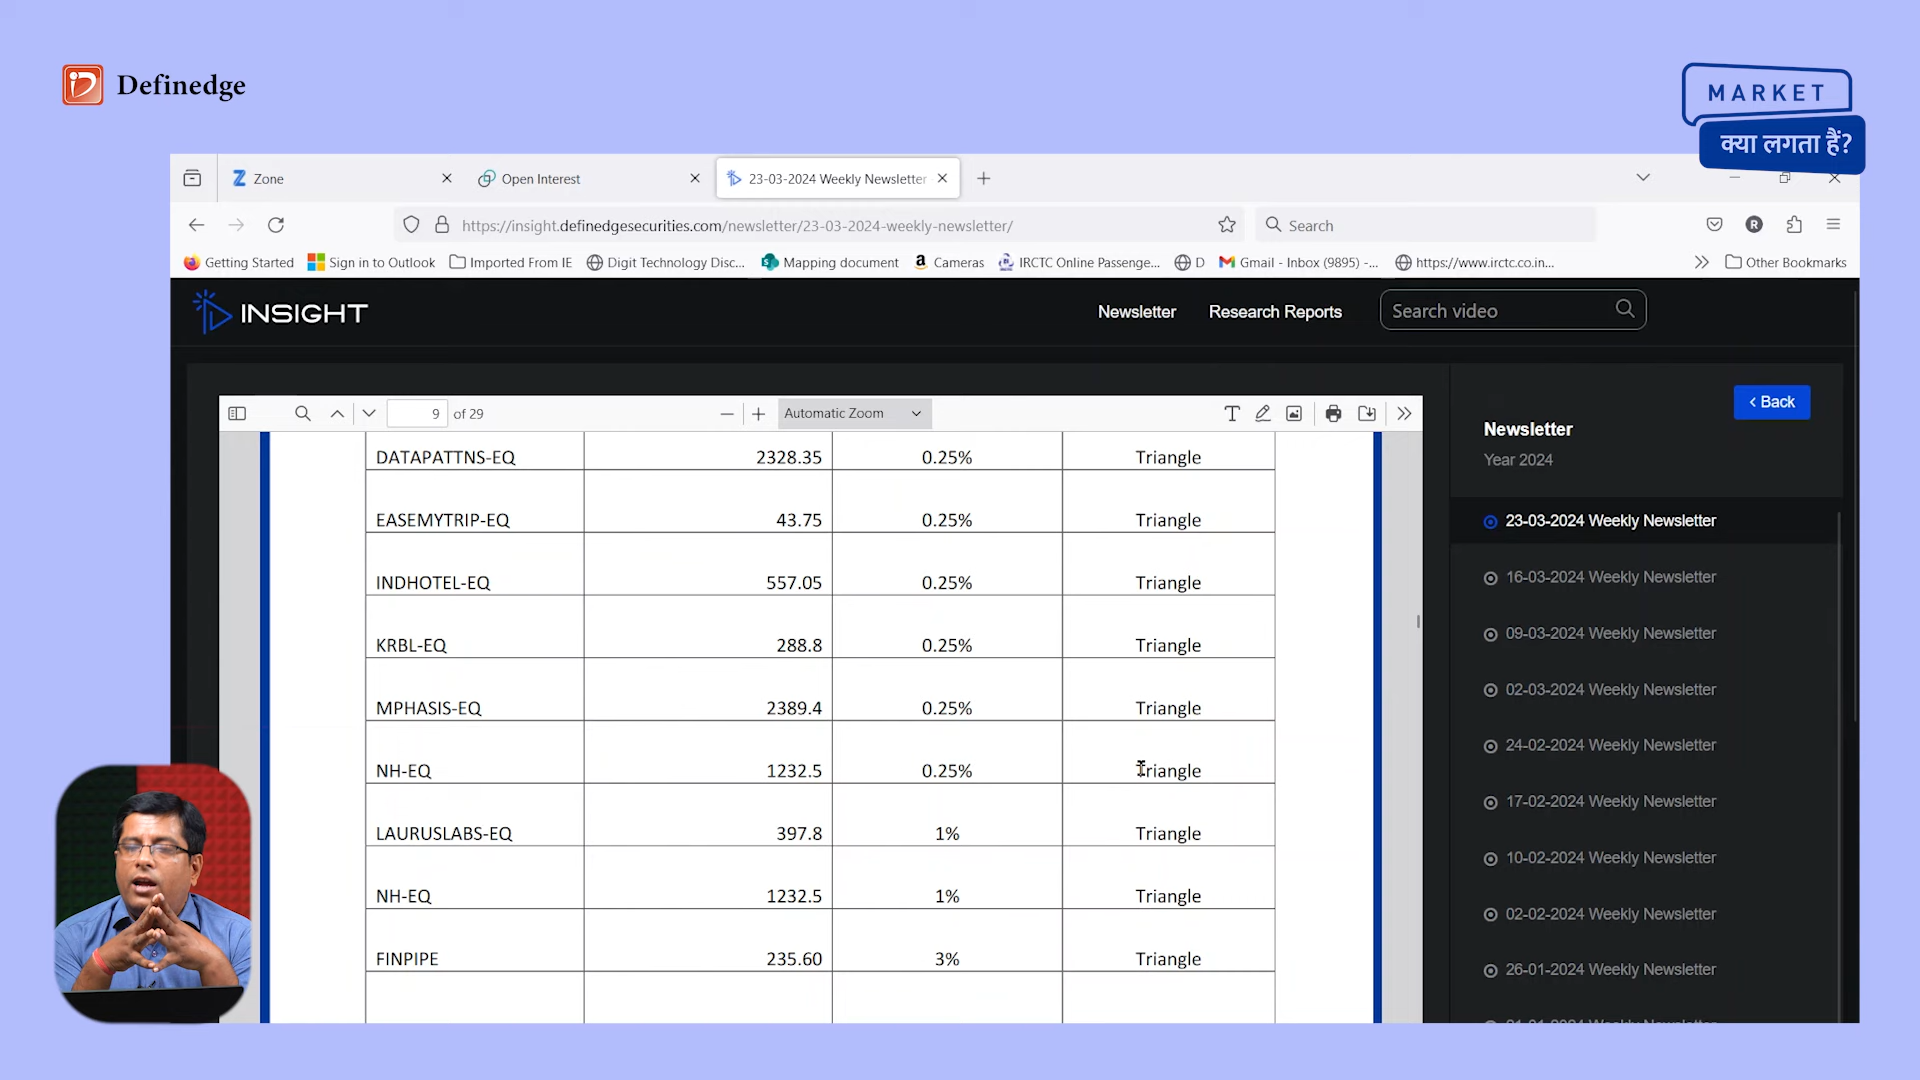 Definedge
MARKET
क्या लगता हैं?
Zone
Open Interest
23-03-2024 Weekly Newsletter
https://insight.definedgesecurities.com/newsletter/23-03-2024-weekly-newsletter/
Search
R
Getting Started
Sign in to Outlook
Imported From IE
Digit Technology Disc...
Mapping document
Cameras
IRCTC Online Passenge...
D
Gmail - Inbox (9895) -...
https://www.irctc.co.in...
Other Bookmarks
INSIGHT
Newsletter
Research Reports
Search video
9 of 29
Automatic Zoom
DATAPATTNS-EQ 2328.35 0.25% Triangle
EASEMYTRIP-EQ 43.75 0.25% Triangle
INDHOTEL-EQ 557.05 0.25% Triangle
KRBL-EQ 288.8 0.25% Triangle
MPHASIS-EQ 2389.4 0.25% Triangle
NH-EQ 1232.5 0.25% Triangle
LAURUSLABS-EQ 397.8 1% Triangle
NH-EQ 1232.5 1% Triangle
FINPIPE 235.60 3% Triangle
Back
Newsletter
Year 2024
23-03-2024 Weekly Newsletter
16-03-2024 Weekly Newsletter
09-03-2024 Weekly Newsletter
02-03-2024 Weekly Newsletter
24-02-2024 Weekly Newsletter
17-02-2024 Weekly Newsletter
10-02-2024 Weekly Newsletter
02-02-2024 Weekly Newsletter
26-01-2024 Weekly Newsletter